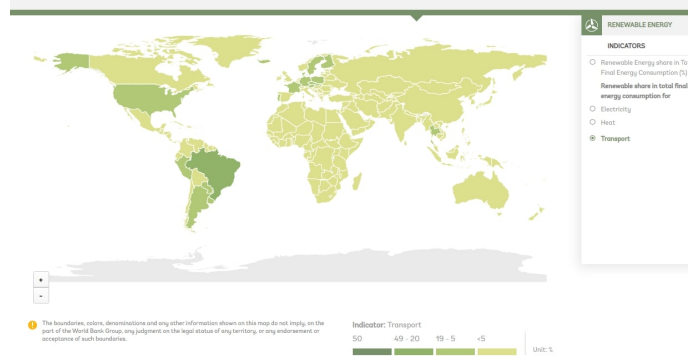 RENEWABLE ENERGY
INDICATORS
Renewable Energy share in To
Final Energy Consumption (%)
Renewable share in total final
energy consumption for
Electricity
Heat
Transport
+
-
The boundaries, colors, denominations and any other information shown on this map do not imply, on the
part of the World Bank Group, any judgment on the legal status of any territory, or any endorsement or
acceptance of such boundaries.
Indicator: Transport
50 49 - 20 19 - 5 <5
Unit: %